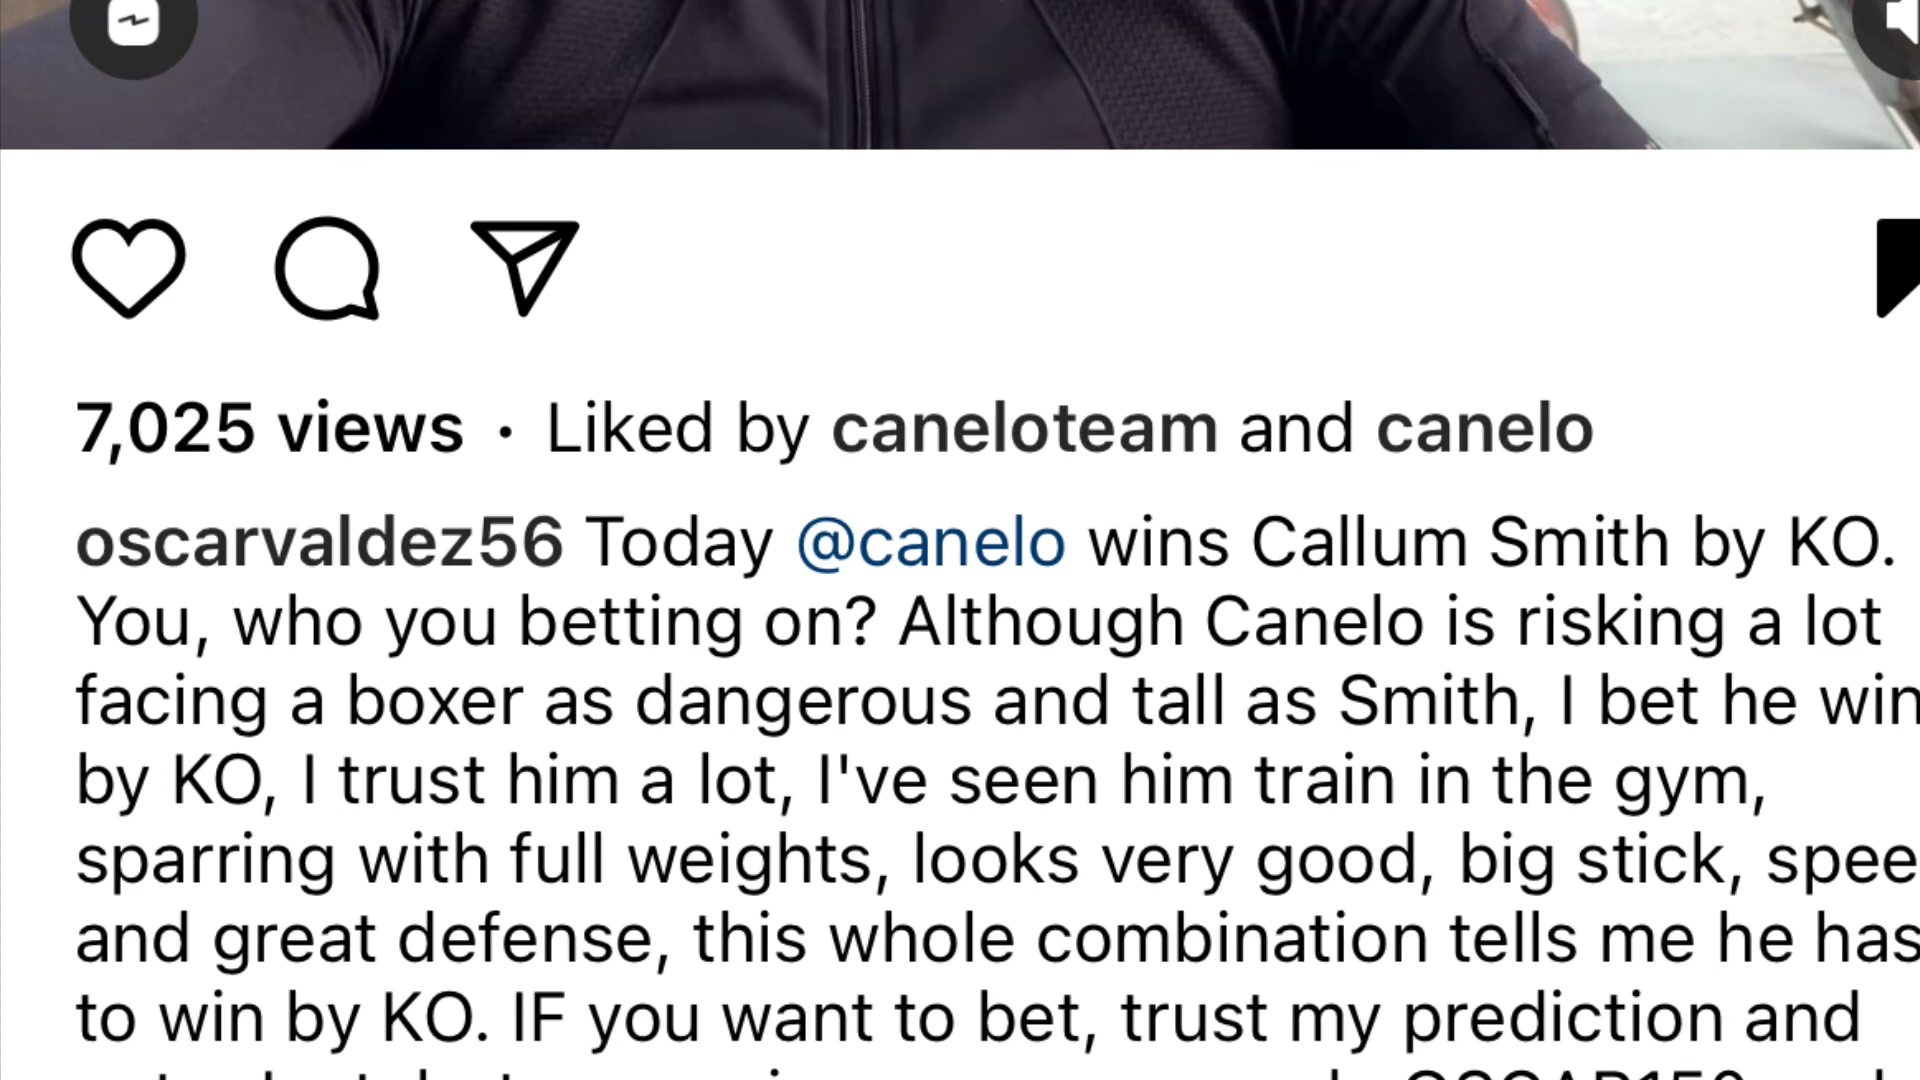 7,025 views · Liked by caneloteam and canelo
oscarvaldez56 Today @canelo wins Callum Smith by KO.
You, who you betting on? Although Canelo is risking a lot
facing a boxer as dangerous and tall as Smith, I bet he win
by KO, I trust him a lot, I've seen him train in the gym,
sparring with full weights, looks very good, big stick, spee
and great defense, this whole combination tells me he has
to win by KO. IF you want to bet, trust my prediction and